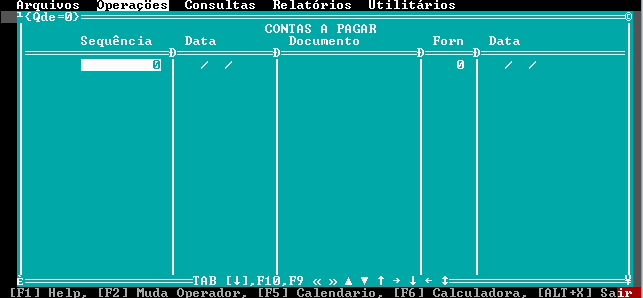 Arquivos Operações Consultas Relatórios Utilitários
(Qde=0)
CONTAS A PAGAR
Sequência Data Documento Forn Data
0 / / 0 / /
TAB [↓],F10,F9 « » ▲ ▼ ↑ → ↓ ← ↕
[F1] Help, [F2] Muda Operador, [F5] Calendario, [F6] Calculadora, [ALT+X] Sair